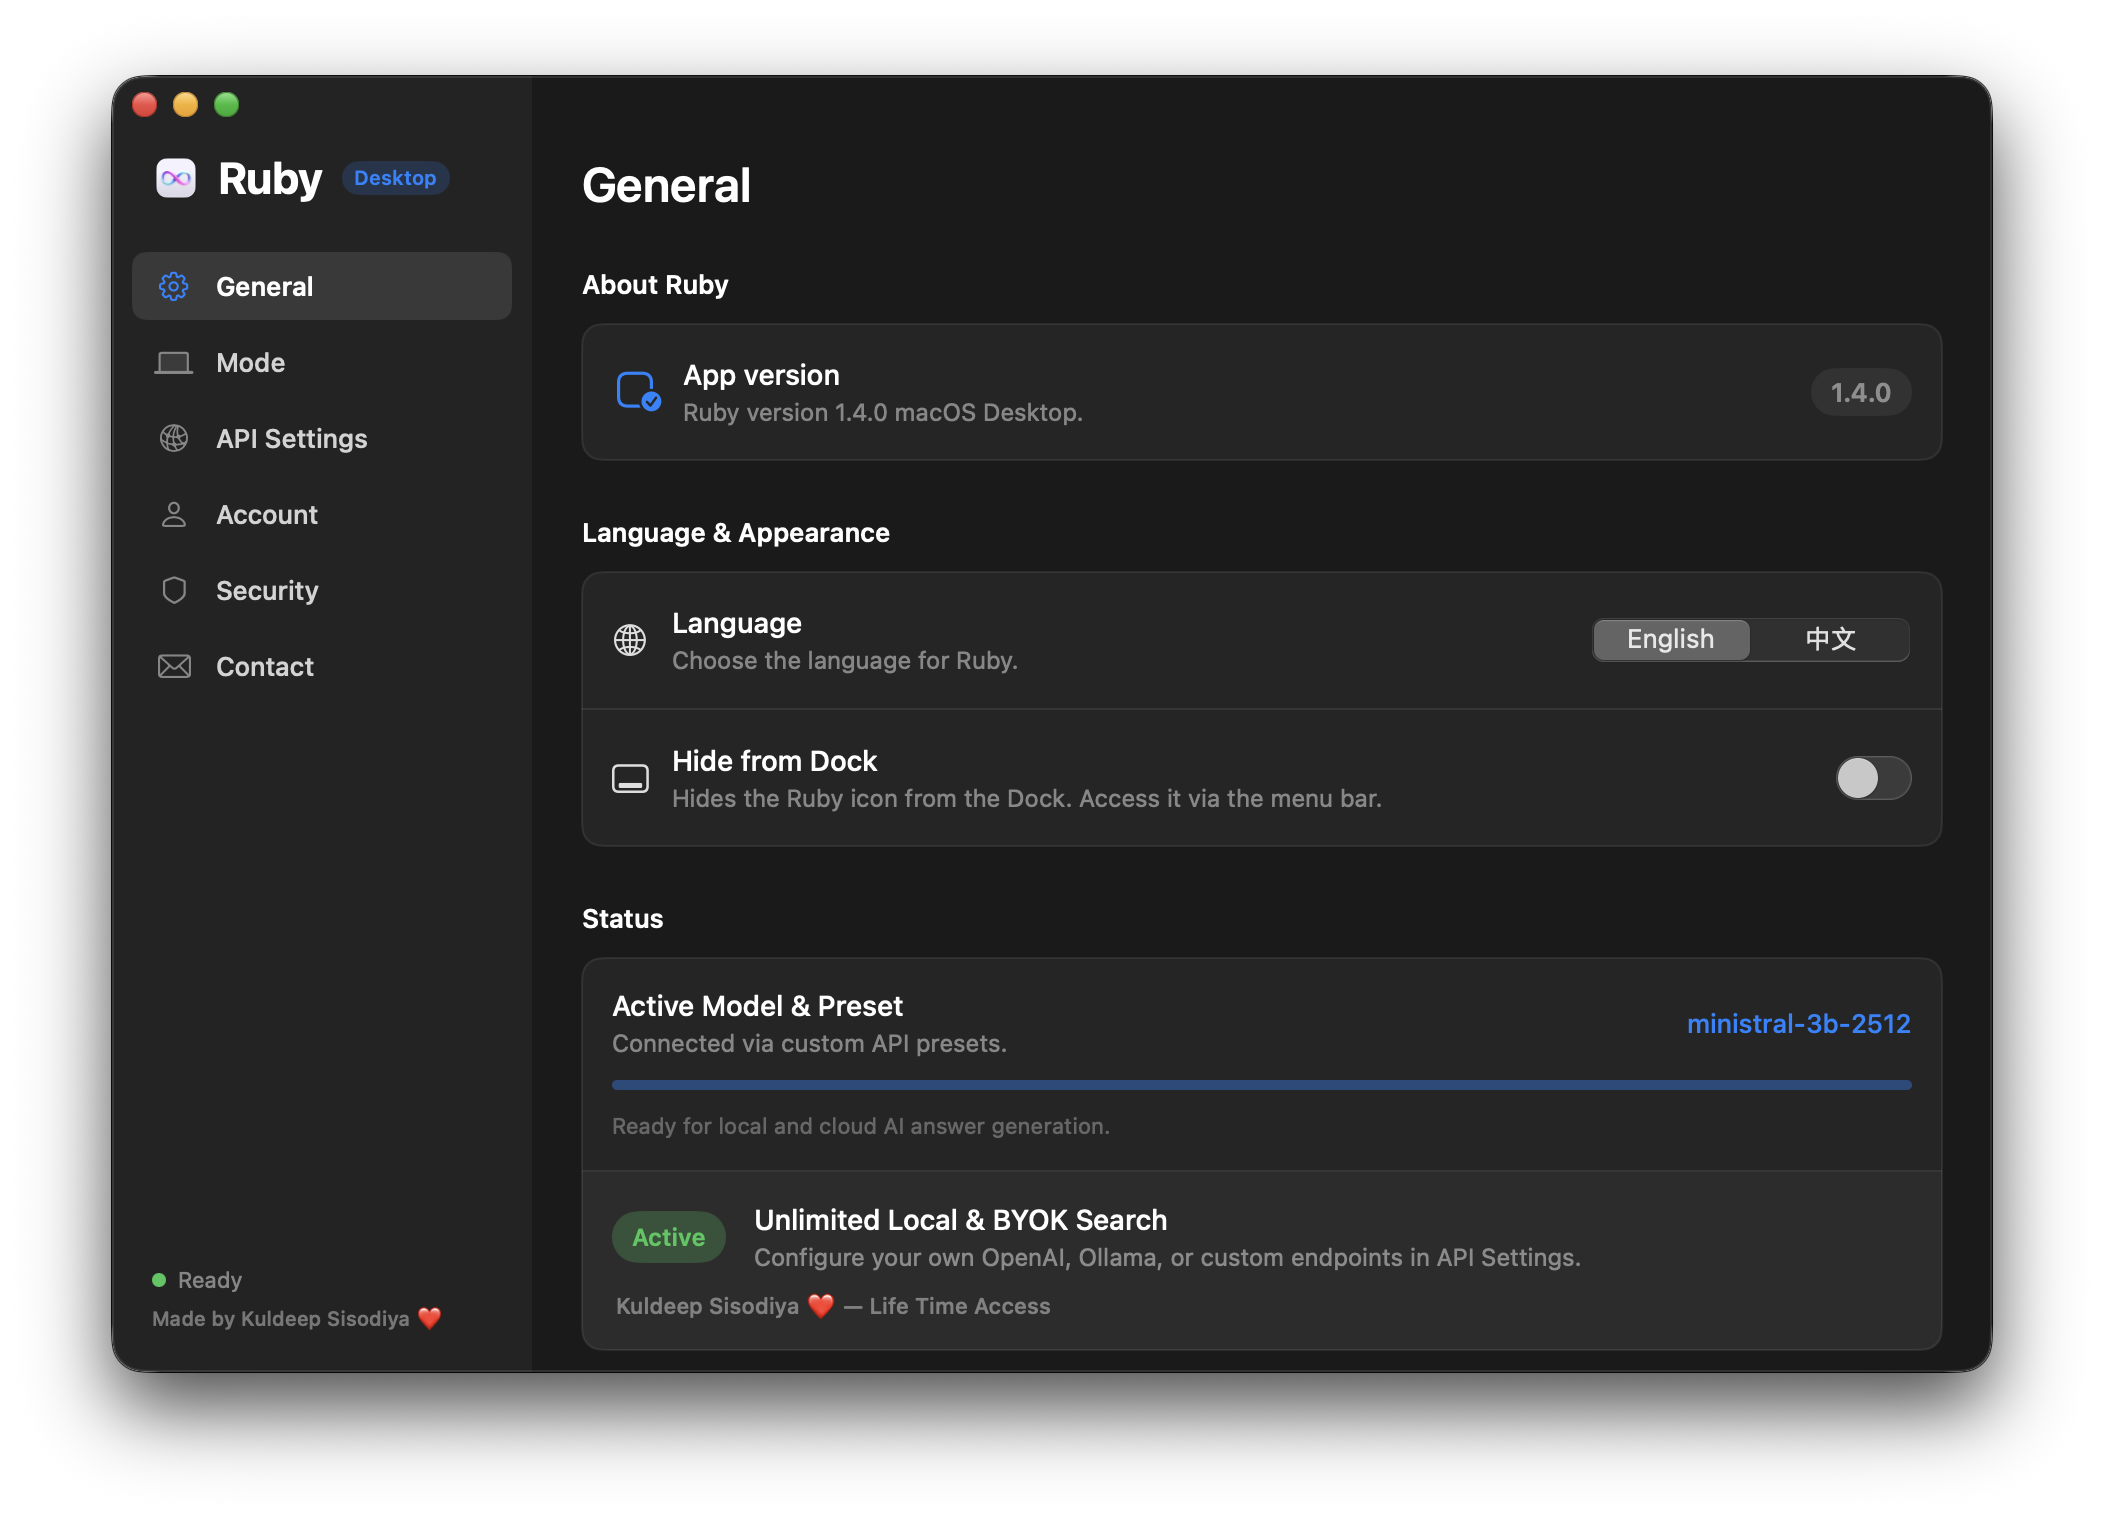 Ruby Desktop
General
Mode
API Settings
Account
Security
Contact
Ready
Made by Kuldeep Sisodiya ❤️
General
About Ruby
App version
Ruby version 1.4.0 macOS Desktop.
1.4.0
Language & Appearance
Language
Choose the language for Ruby.
English 中文
Hide from Dock
Hides the Ruby icon from the Dock. Access it via the menu bar.
Status
Active Model & Preset
Connected via custom API presets.
ministral-3b-2512
Ready for local and cloud AI answer generation.
Active
Unlimited Local & BYOK Search
Configure your own OpenAI, Ollama, or custom endpoints in API Settings.
Kuldeep Sisodiya ❤️ — Life Time Access